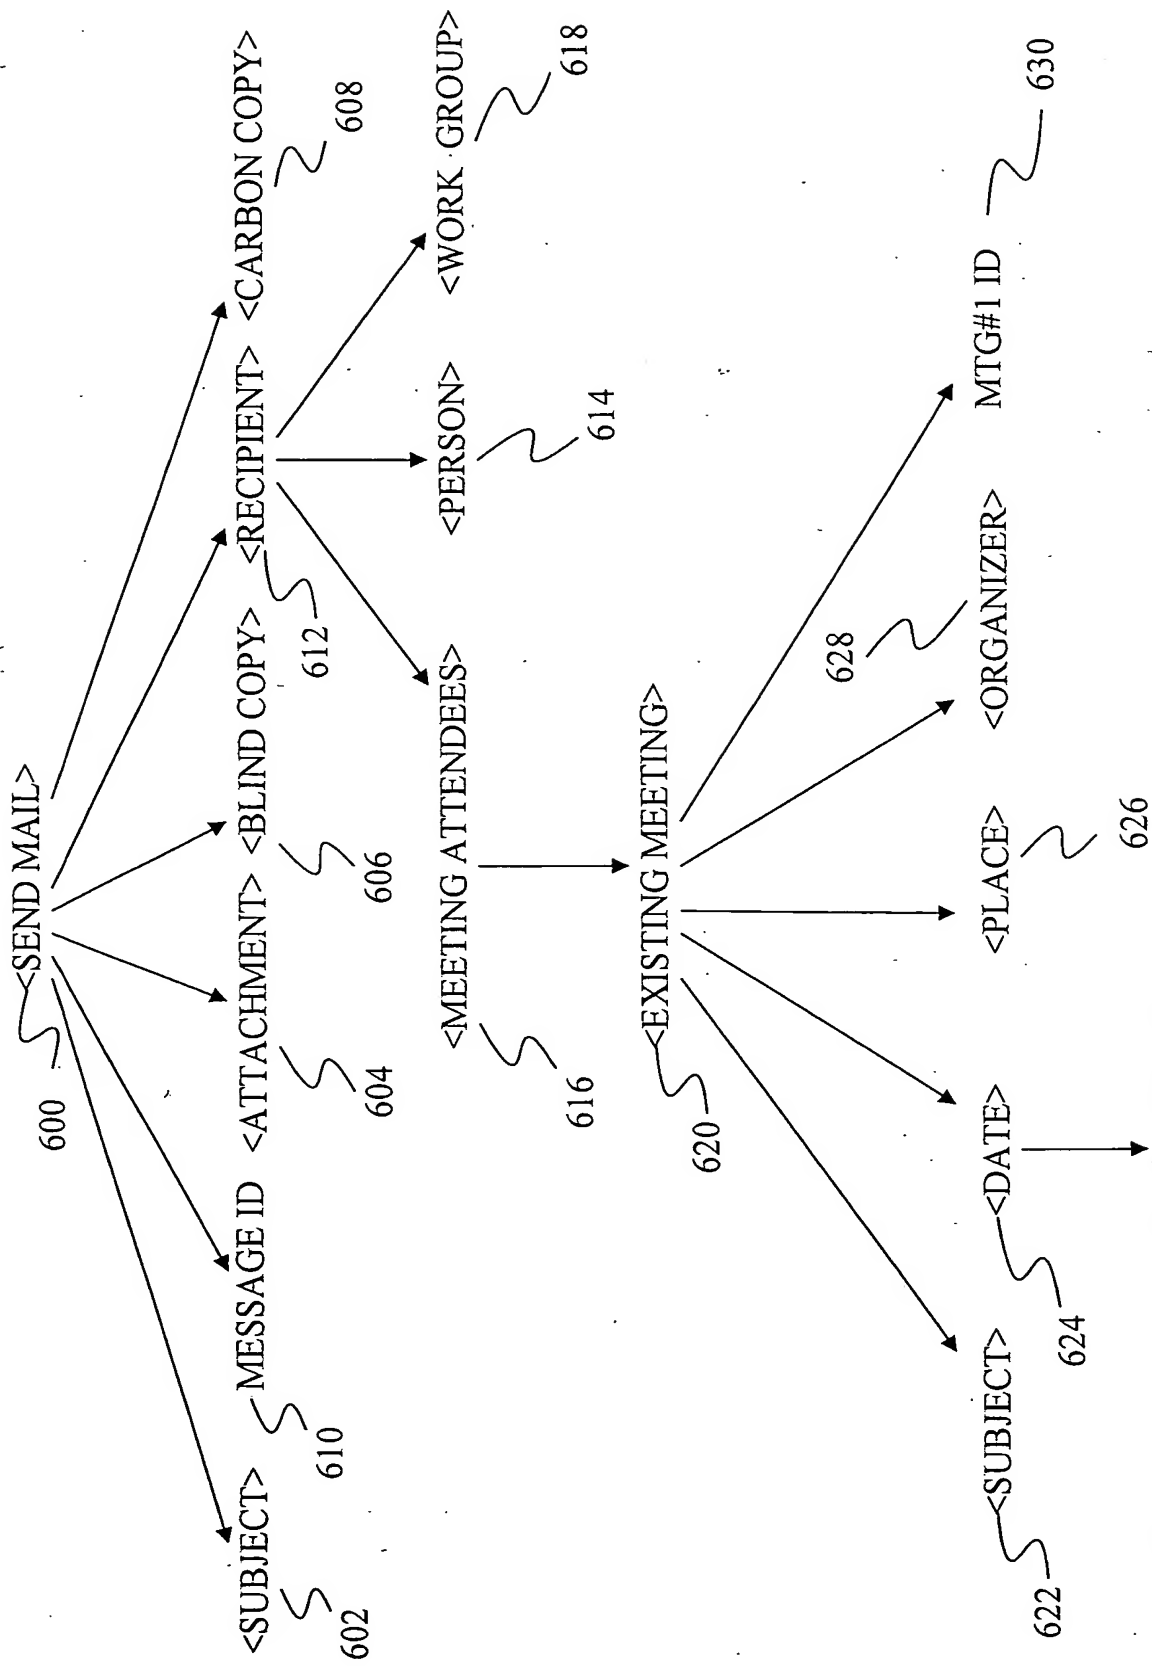 <SEND MAIL>
600
<SUBJECT> MESSAGE ID <ATTACHMENT> <BLIND COPY> <RECIPIENT> <CARBON COPY>
602 610 604 606 612 608
<MEETING ATTENDEES> <PERSON> <WORK GROUP>
616 614 618
<EXISTING MEETING>
620
628 630
<SUBJECT> <DATE> <PLACE> <ORGANIZER> MTG#1 ID
622 624 626